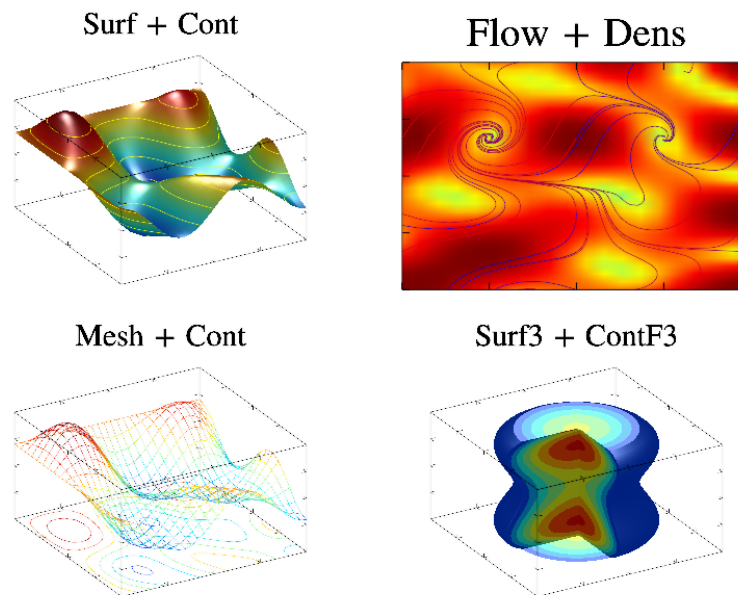 Surf + Cont
Flow + Dens
Mesh + Cont
Surf3 + ContF3